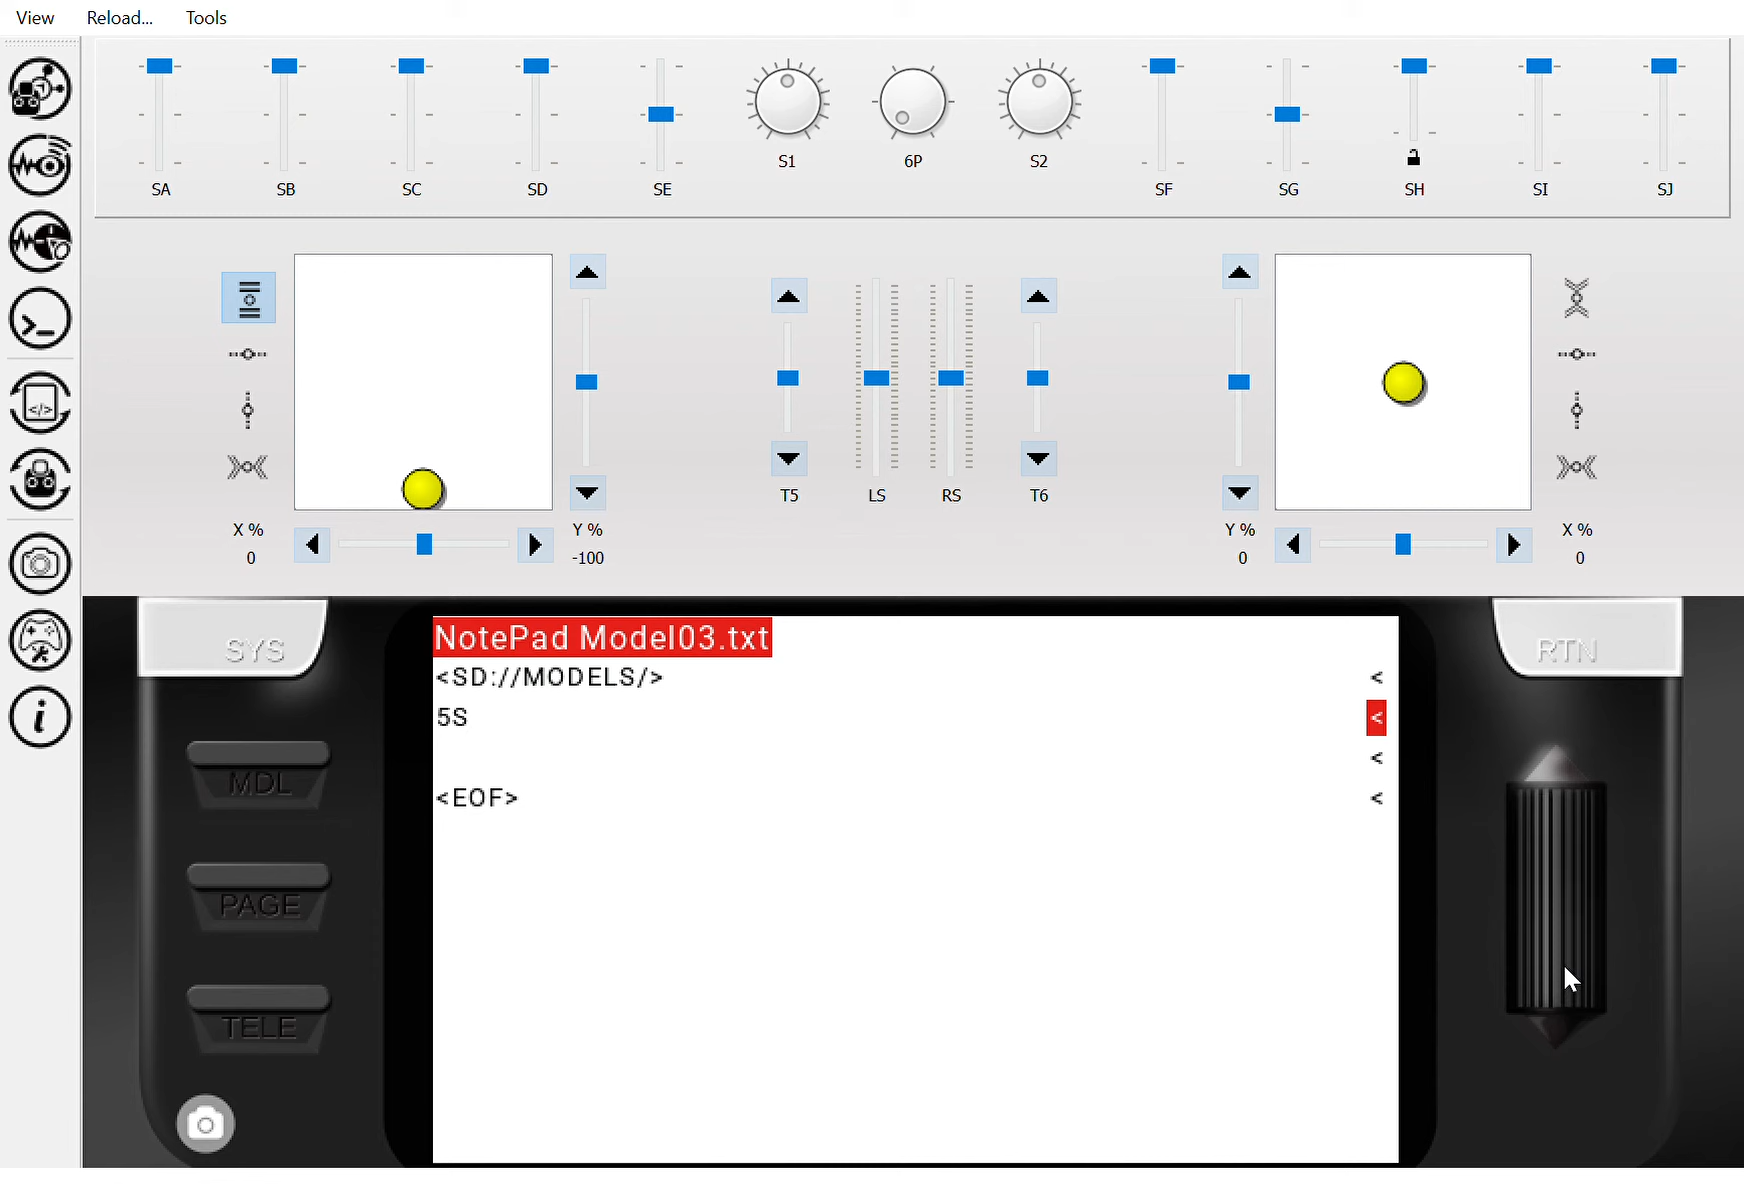 View Reload... Tools
SA SB SC SD SE S1 6P S2 SF SG SH SI SJ
T5 LS RS T6
X % Y % Y % X %
0 -100 0 0
SYS
RTN
NotePad Model03.txt
<SD://MODELS/> <
5S <
<
<EOF> <
MDL
PAGE
TELE